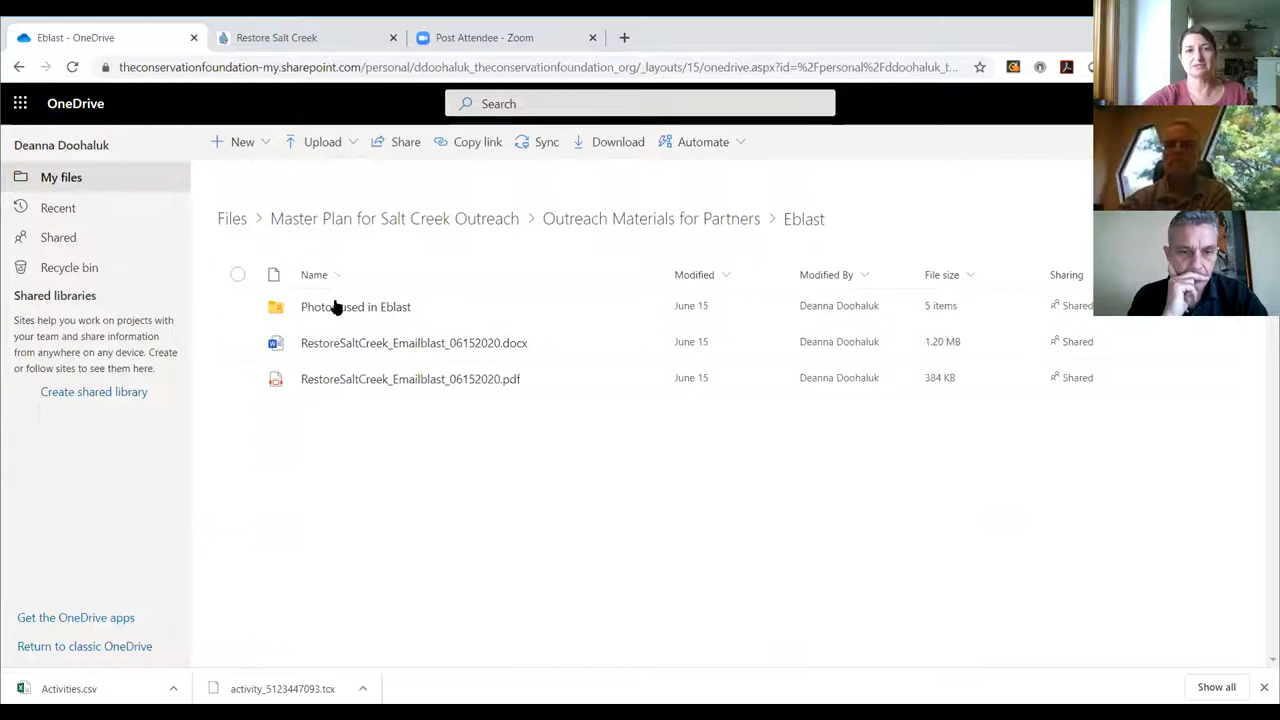 Eblast - OneDrive
Restore Salt Creek
Post Attendee - Zoom
theconservationfoundation-my.sharepoint.com/personal/ddoohaluk_theconservationfoundation_org/_layouts/15/onedrive.aspx?id=%2Fpersonal%2Fddoohaluk_t...
OneDrive
Search
Deanna Doohaluk
New
Upload
Share
Copy link
Sync
Download
Automate
My files
Recent
Shared
Recycle bin
Shared libraries
Sites help you work on projects with
your team and share information
from anywhere on any device. Create
or follow sites to see them here.
Create shared library
Get the OneDrive apps
Return to classic OneDrive
Files > Master Plan for Salt Creek Outreach > Outreach Materials for Partners > Eblast
Name Modified Modified By File size Sharing
used in Eblast June 15 Deanna Doohaluk 5 items Shared
RestoreSaltCreek_Emailblast_06152020.docx June 15 Deanna Doohaluk 1.20 MB Shared
RestoreSaltCreek_Emailblast_06152020.pdf June 15 Deanna Doohaluk 384 KB Shared
Activities.csv
activity_5123447093.tcx
Show all